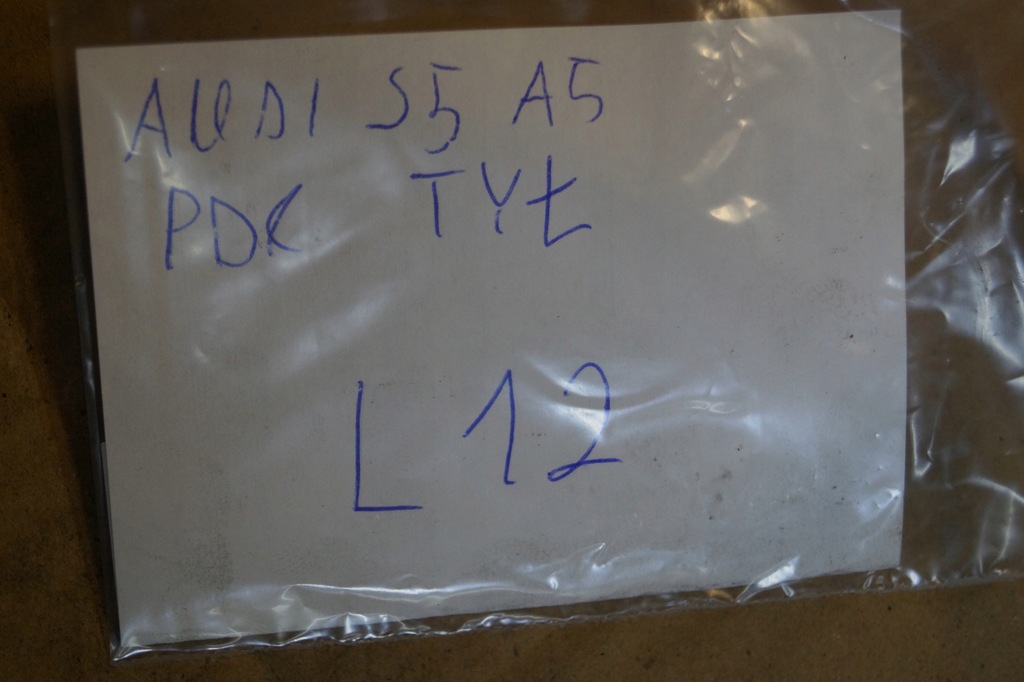 AUDI S5 A5
PDC TYŁ
L 12